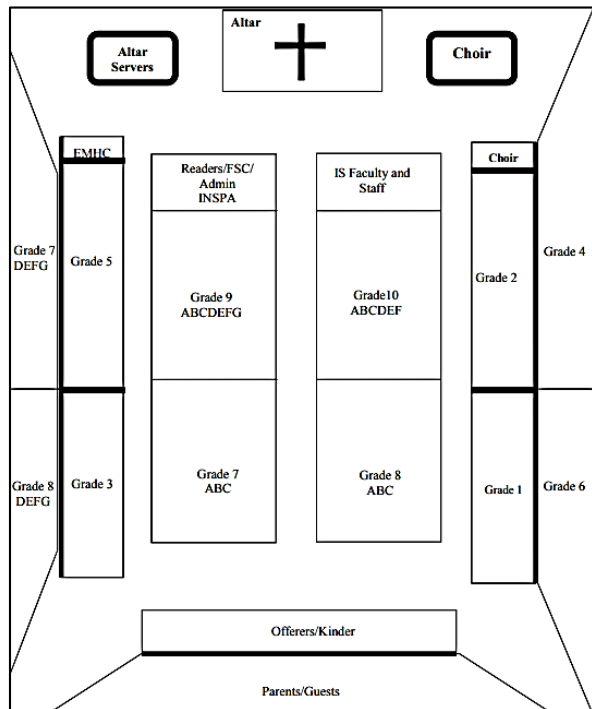 Altar
Altar
Servers
Choir
EMHC
Readers/FSC/
Admin
INSPA
IS Faculty and
Staff
Choir
Grade 7
DEFG
Grade 5
Grade 9
ABCDEFG
Grade10
ABCDEF
Grade 2
Grade 4
Grade 8
DEFG
Grade 3
Grade 7
ABC
Grade 8
ABC
Grade 1
Grade 6
Offerers/Kinder
Parents/Guests